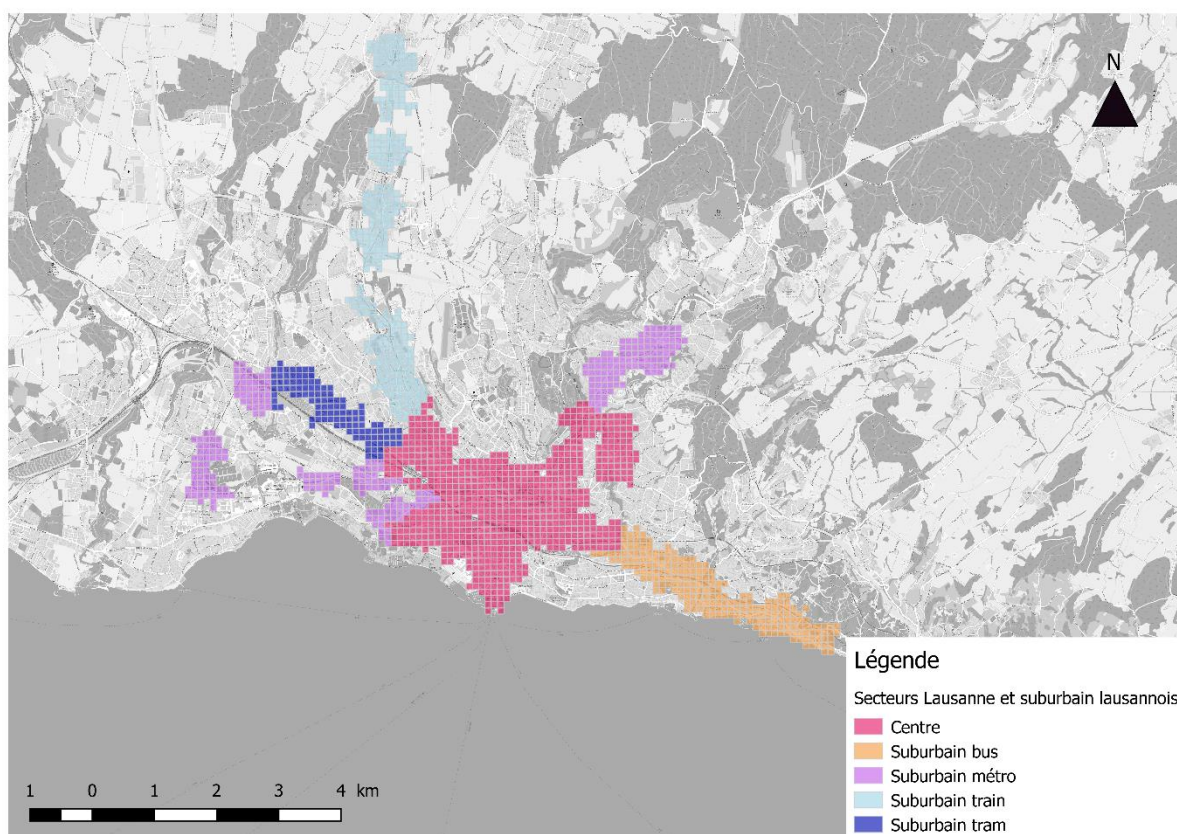 N
Légende
Secteurs Lausanne et suburbain lausannois
Centre
Suburbain bus
Suburbain métro
Suburbain train
Suburbain tram
1 0 1 2 3 4 km